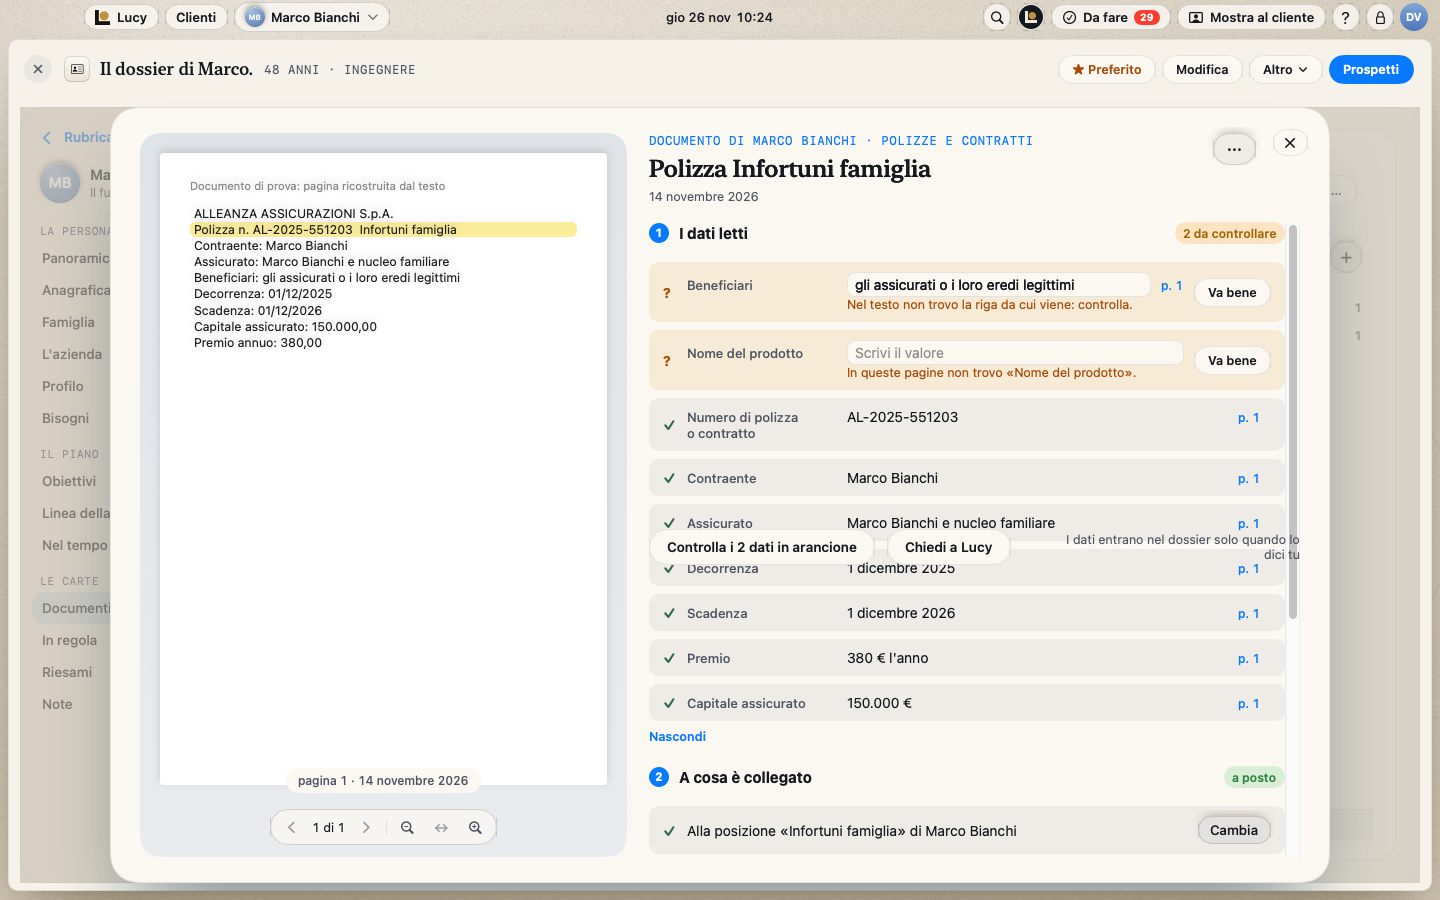 Lucy
Clienti
MB Marco Bianchi
gio 26 nov 10:24
Da fare 29
Mostra al cliente
?
DV
Il dossier di Marco.
48 ANNI · INGEGNERE
Preferito
Modifica
Altro
Prospetti
Rubrica
MB
Ma
Il fu
LA PERSONA
Panoramic
Anagrafica
Famiglia
L'azienda
Profilo
Bisogni
IL PIANO
Obiettivi
Linea della
Nel tempo
LE CARTE
Documenti
In regola
Riesami
Note
Documento di prova: pagina ricostruita dal testo
ALLEANZA ASSICURAZIONI S.p.A.
Polizza n. AL-2025-551203 Infortuni famiglia
Contraente: Marco Bianchi
Assicurato: Marco Bianchi e nucleo familiare
Beneficiari: gli assicurati o i loro eredi legittimi
Decorrenza: 01/12/2025
Scadenza: 01/12/2026
Capitale assicurato: 150.000,00
Premio annuo: 380,00
pagina 1 · 14 novembre 2026
1 di 1
DOCUMENTO DI MARCO BIANCHI · POLIZZE E CONTRATTI
Polizza Infortuni famiglia
14 novembre 2026
...
1 I dati letti
2 da controllare
? Beneficiari
gli assicurati o i loro eredi legittimi
p. 1
Va bene
Nel testo non trovo la riga da cui viene: controlla.
? Nome del prodotto
Scrivi il valore
Va bene
In queste pagine non trovo «Nome del prodotto».
Numero di polizza
o contratto
AL-2025-551203
p. 1
Contraente
Marco Bianchi
p. 1
Assicurato
Marco Bianchi e nucleo familiare
p. 1
Controlla i 2 dati in arancione
Chiedi a Lucy
I dati entrano nel dossier solo quando lo
dici tu
Decorrenza
1 dicembre 2025
p. 1
Scadenza
1 dicembre 2026
p. 1
Premio
380 € l'anno
p. 1
Capitale assicurato
150.000 €
p. 1
Nascondi
2 A cosa è collegato
a posto
Alla posizione «Infortuni famiglia» di Marco Bianchi
Cambia
...
1
1